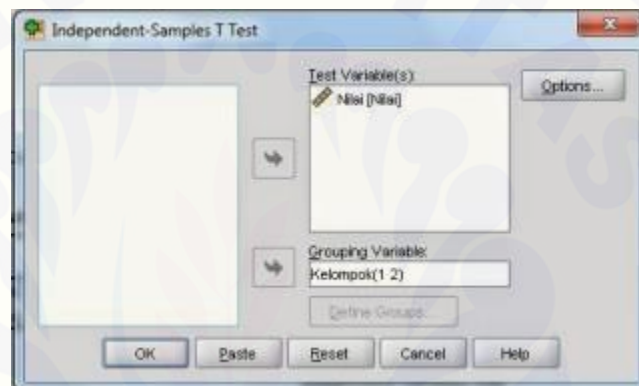 Independent-Samples T Test
Test Variable(s):
Nilai [Nilai]
Options...
Grouping Variable:
Kelompok(1 2)
Define Groups...
OK
Paste
Reset
Cancel
Help